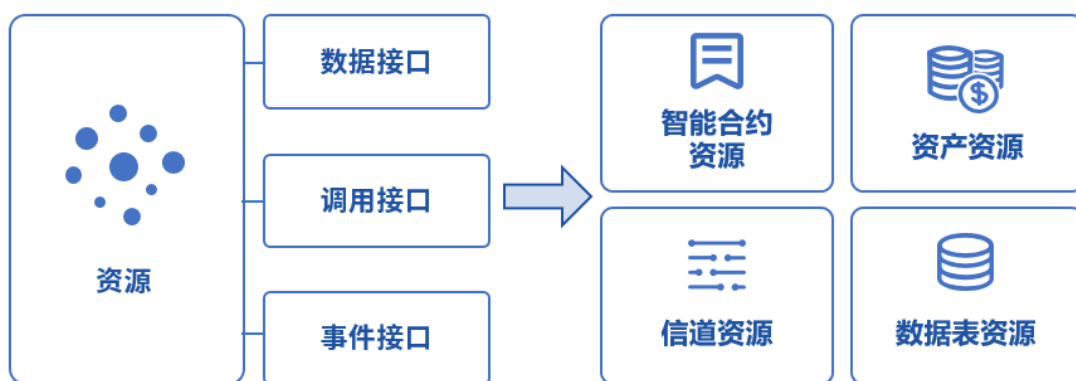 资源
数据接口
调用接口
事件接口
智能合约
资源
资产资源
信道资源
数据表资源